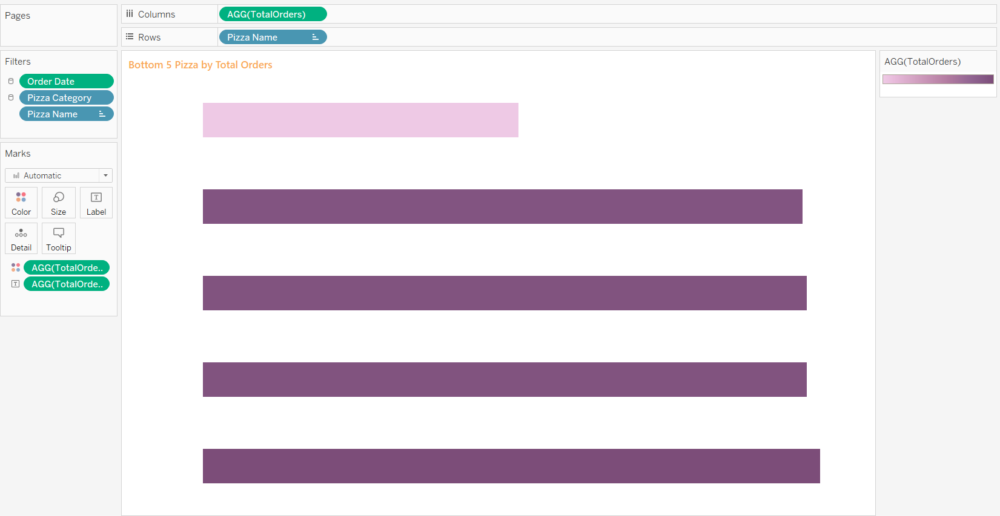 Pages
Columns
AGG(TotalOrders)
Rows
Pizza Name
Filters
Order Date
Pizza Category
Pizza Name
Marks
Automatic
Color
Size
Label
Detail
Tooltip
AGG(TotalOrde..
AGG(TotalOrde..
Bottom 5 Pizza by Total Orders
AGG(TotalOrders)